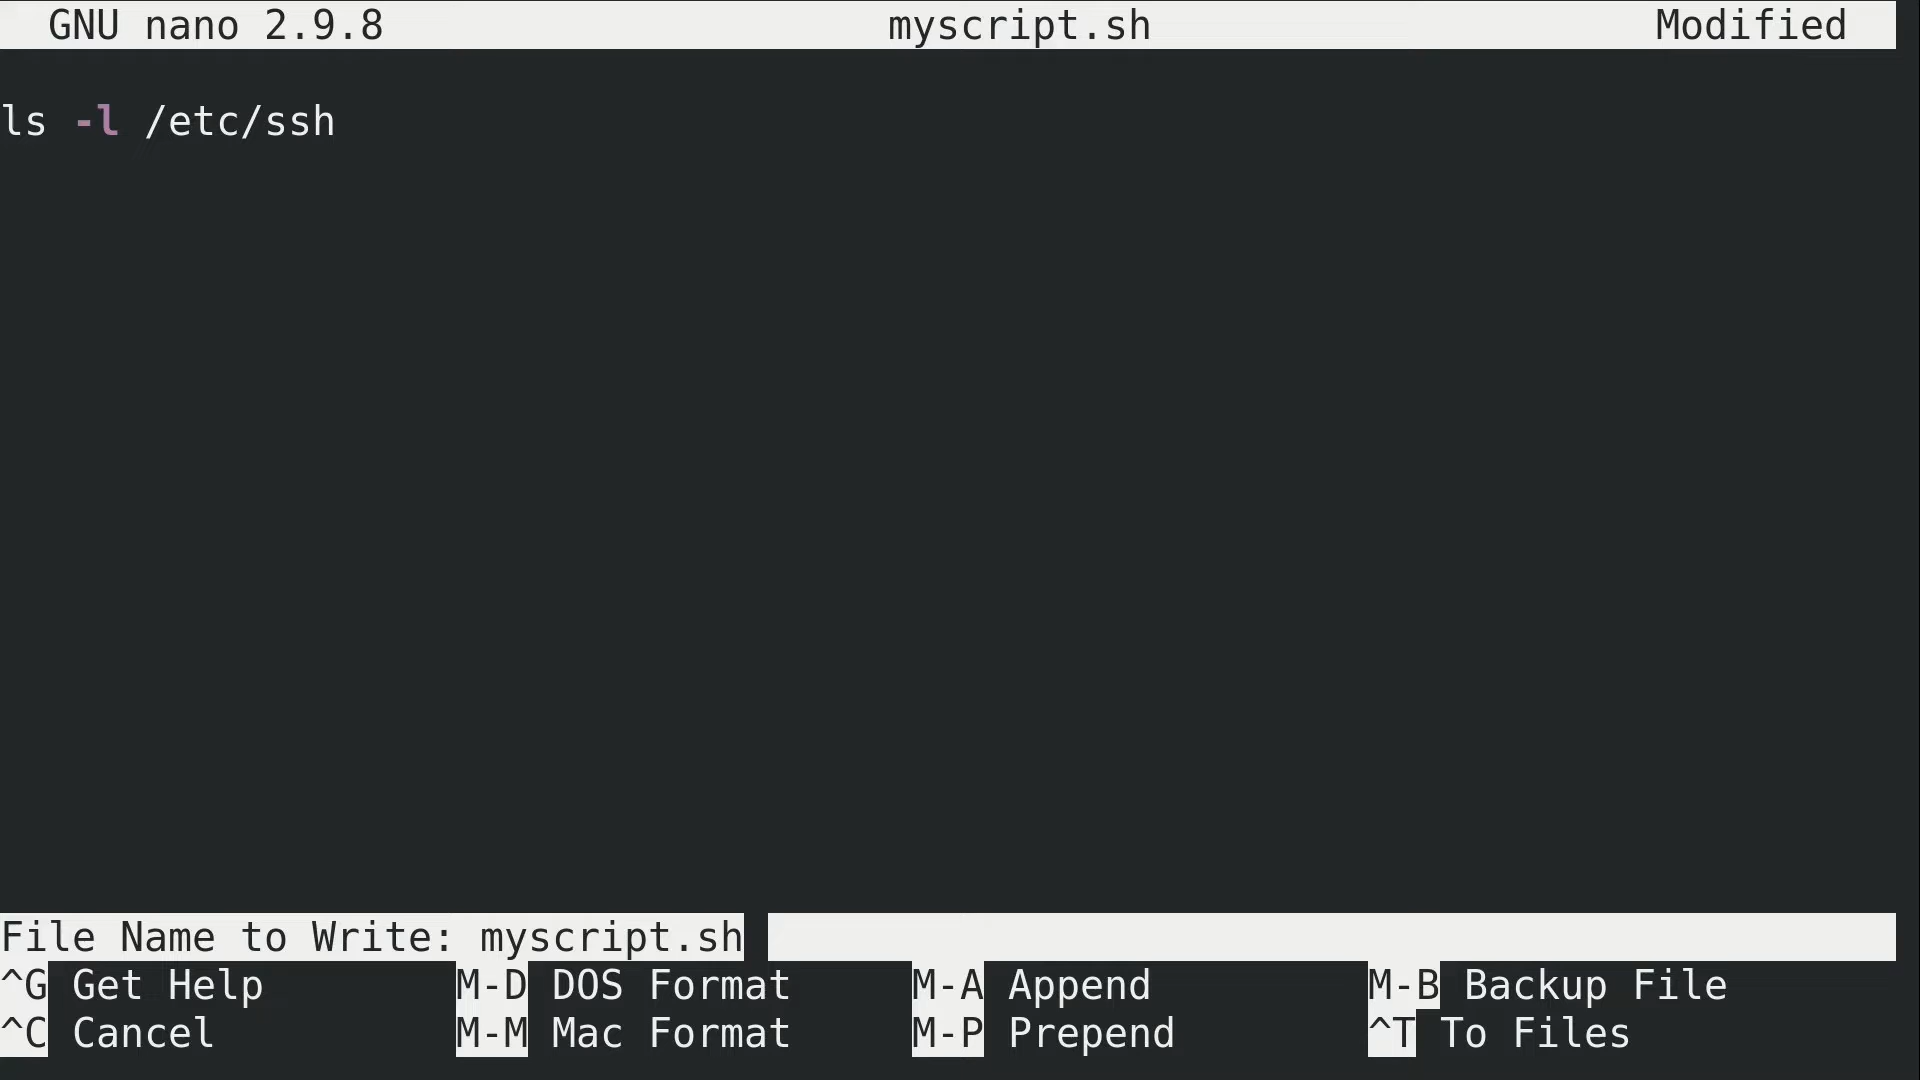 GNU nano 2.9.8 myscript.sh Modified
ls -l /etc/ssh
File Name to Write: myscript.sh
^G Get Help M-D DOS Format M-A Append M-B Backup File
^C Cancel M-M Mac Format M-P Prepend ^T To Files